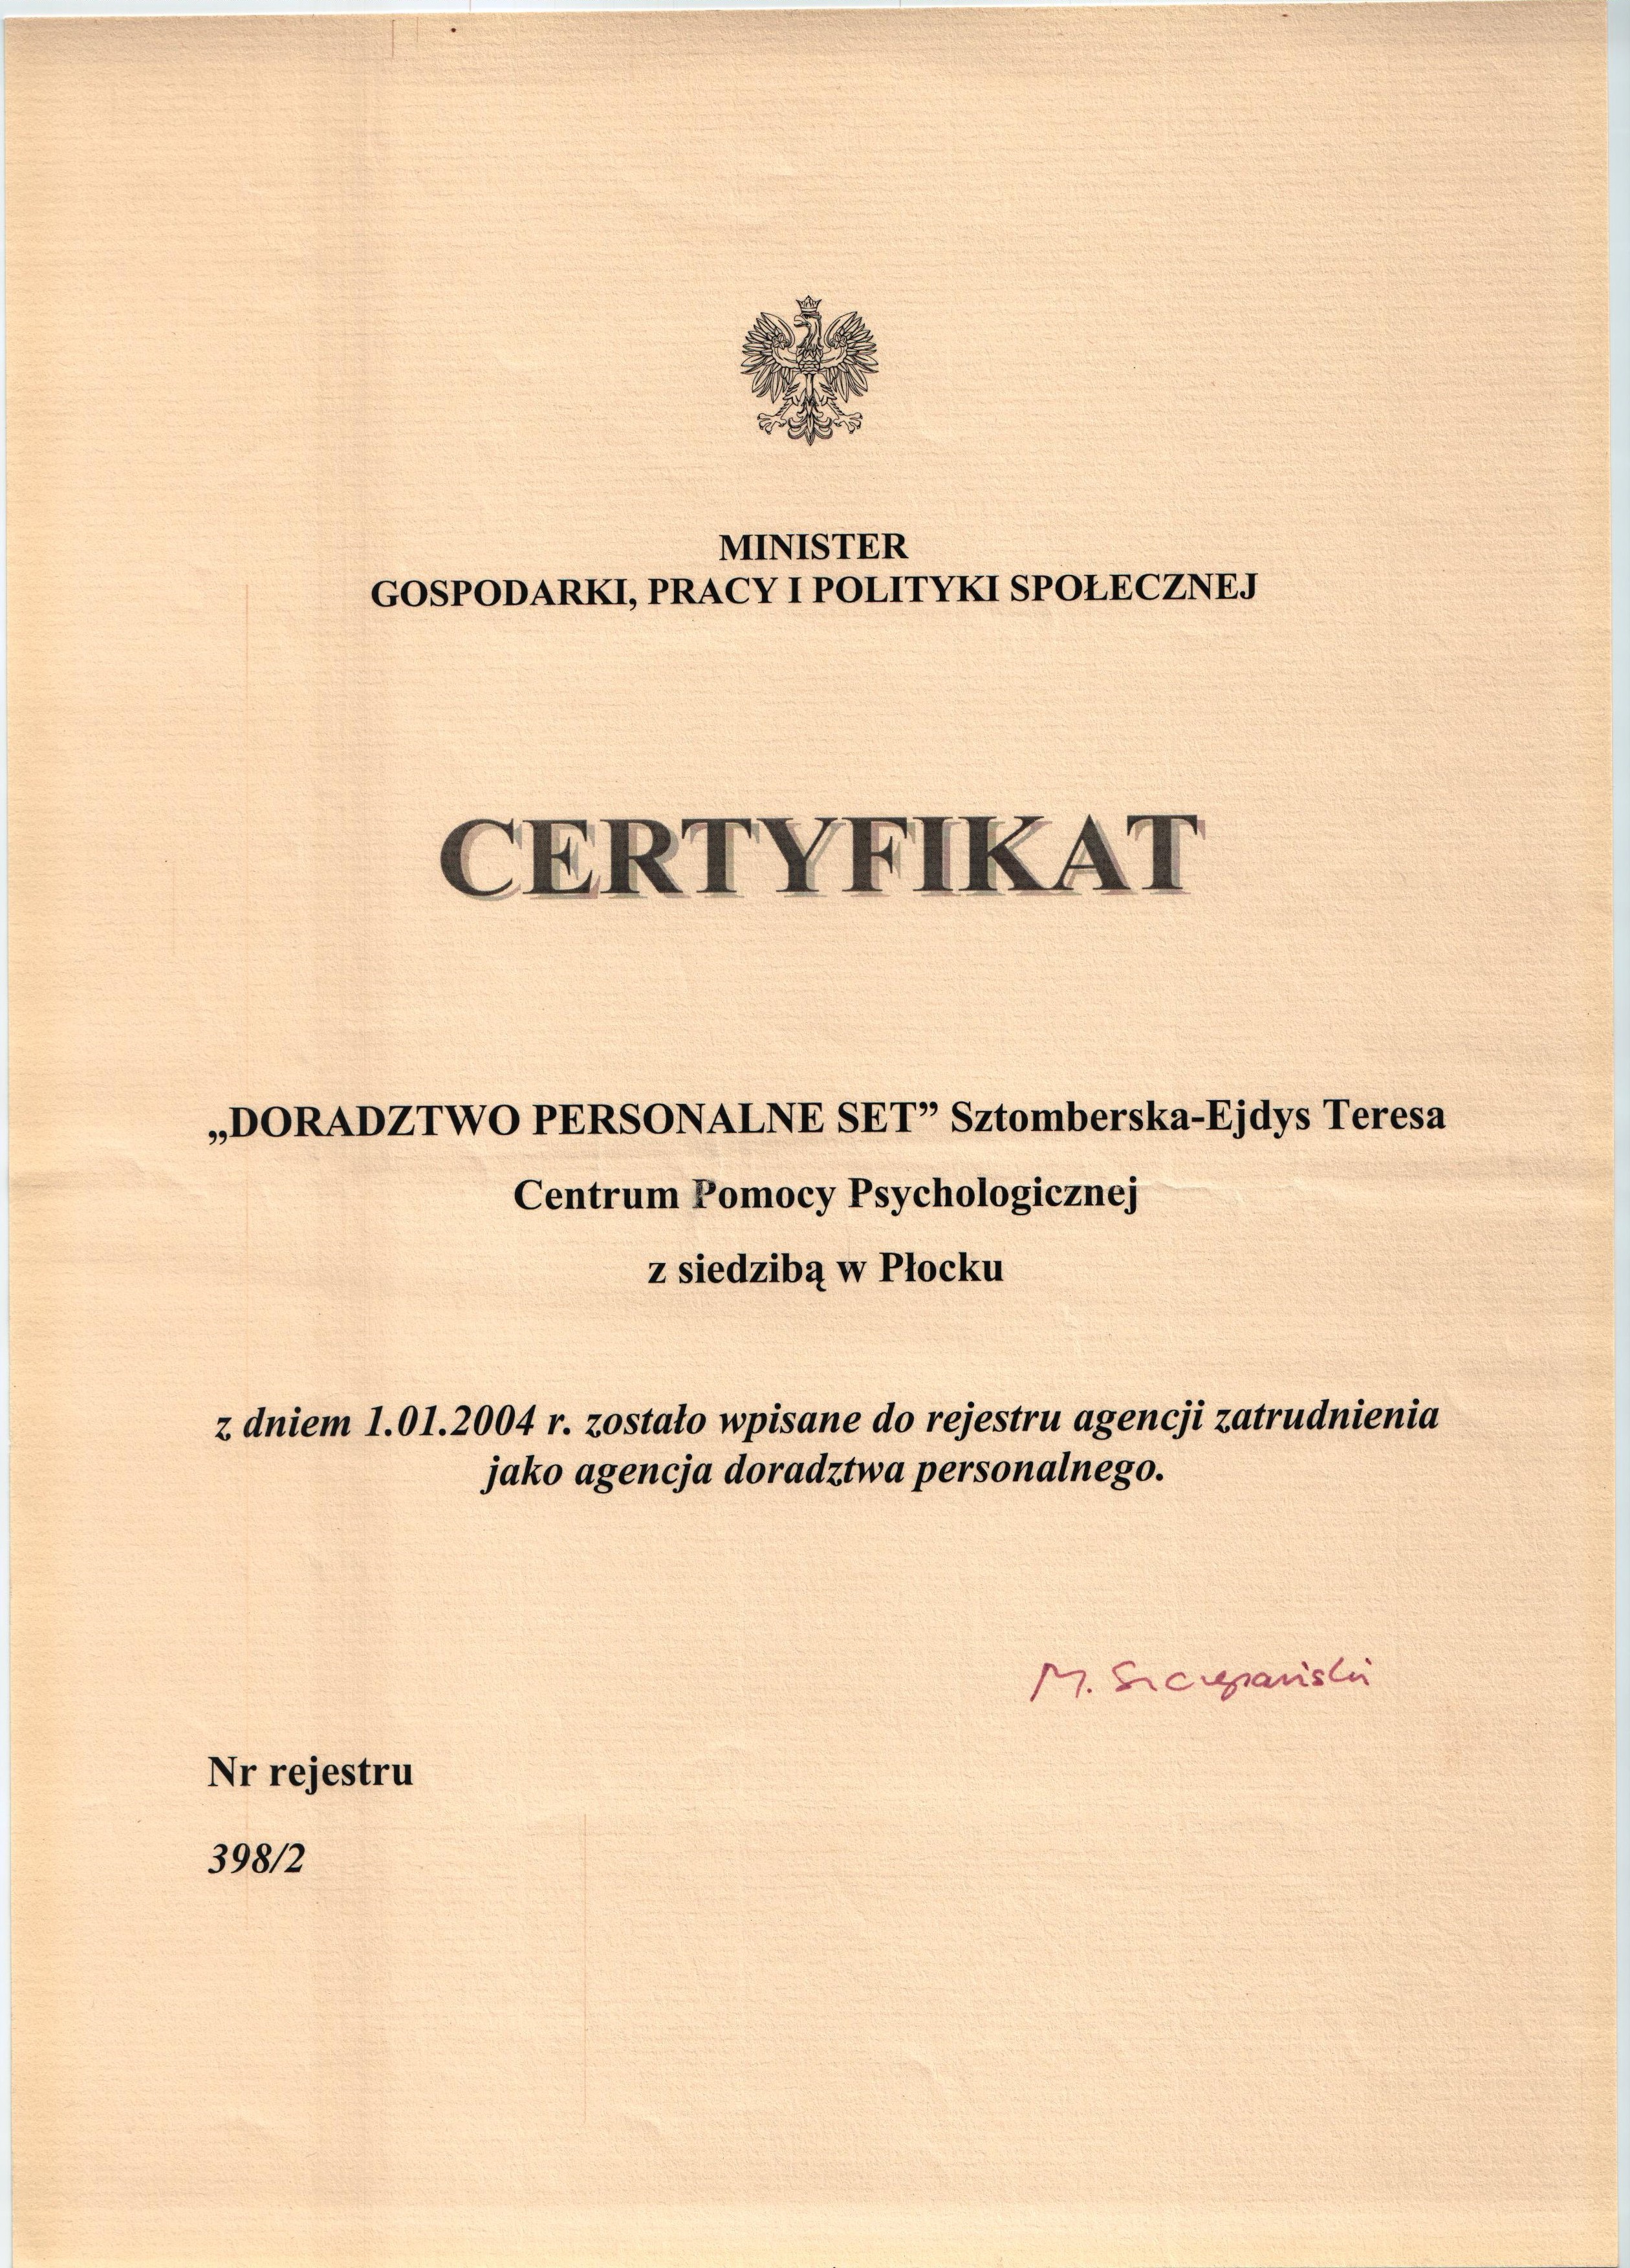 MINISTER
GOSPODARKI, PRACY I POLITYKI SPOŁECZNEJ
CERTYFIKAT
„DORADZTWO PERSONALNE SET” Sztomberska-Ejdys Teresa
Centrum Pomocy Psychologicznej
z siedzibą w Płocku
z dniem 1.01.2004 r. zostało wpisane do rejestru agencji zatrudnienia
jako agencja doradztwa personalnego.
M. Szczepański
Nr rejestru
398/2